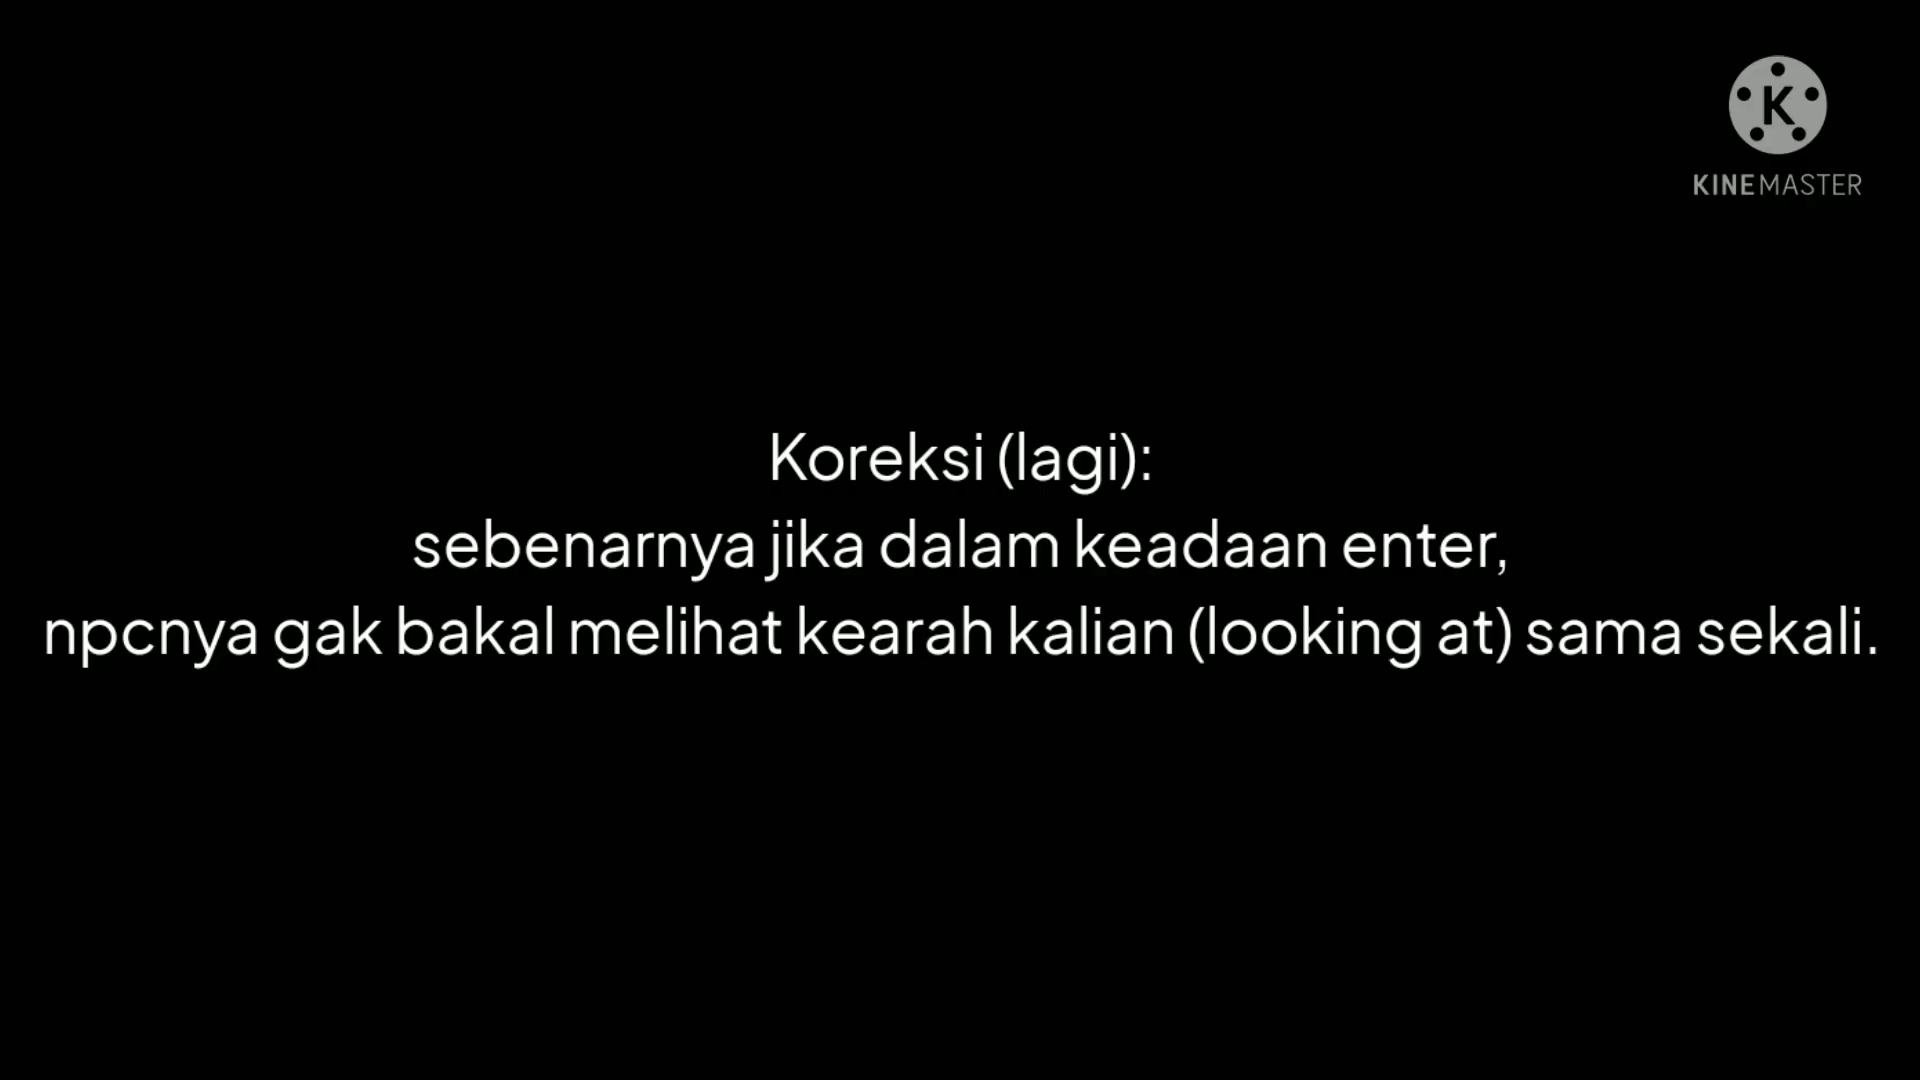 K
KINEMASTER
Koreksi (lagi):
sebenarnya jika dalam keadaan enter,
npcnya gak bakal melihat kearah kalian (looking at) sama sekali.